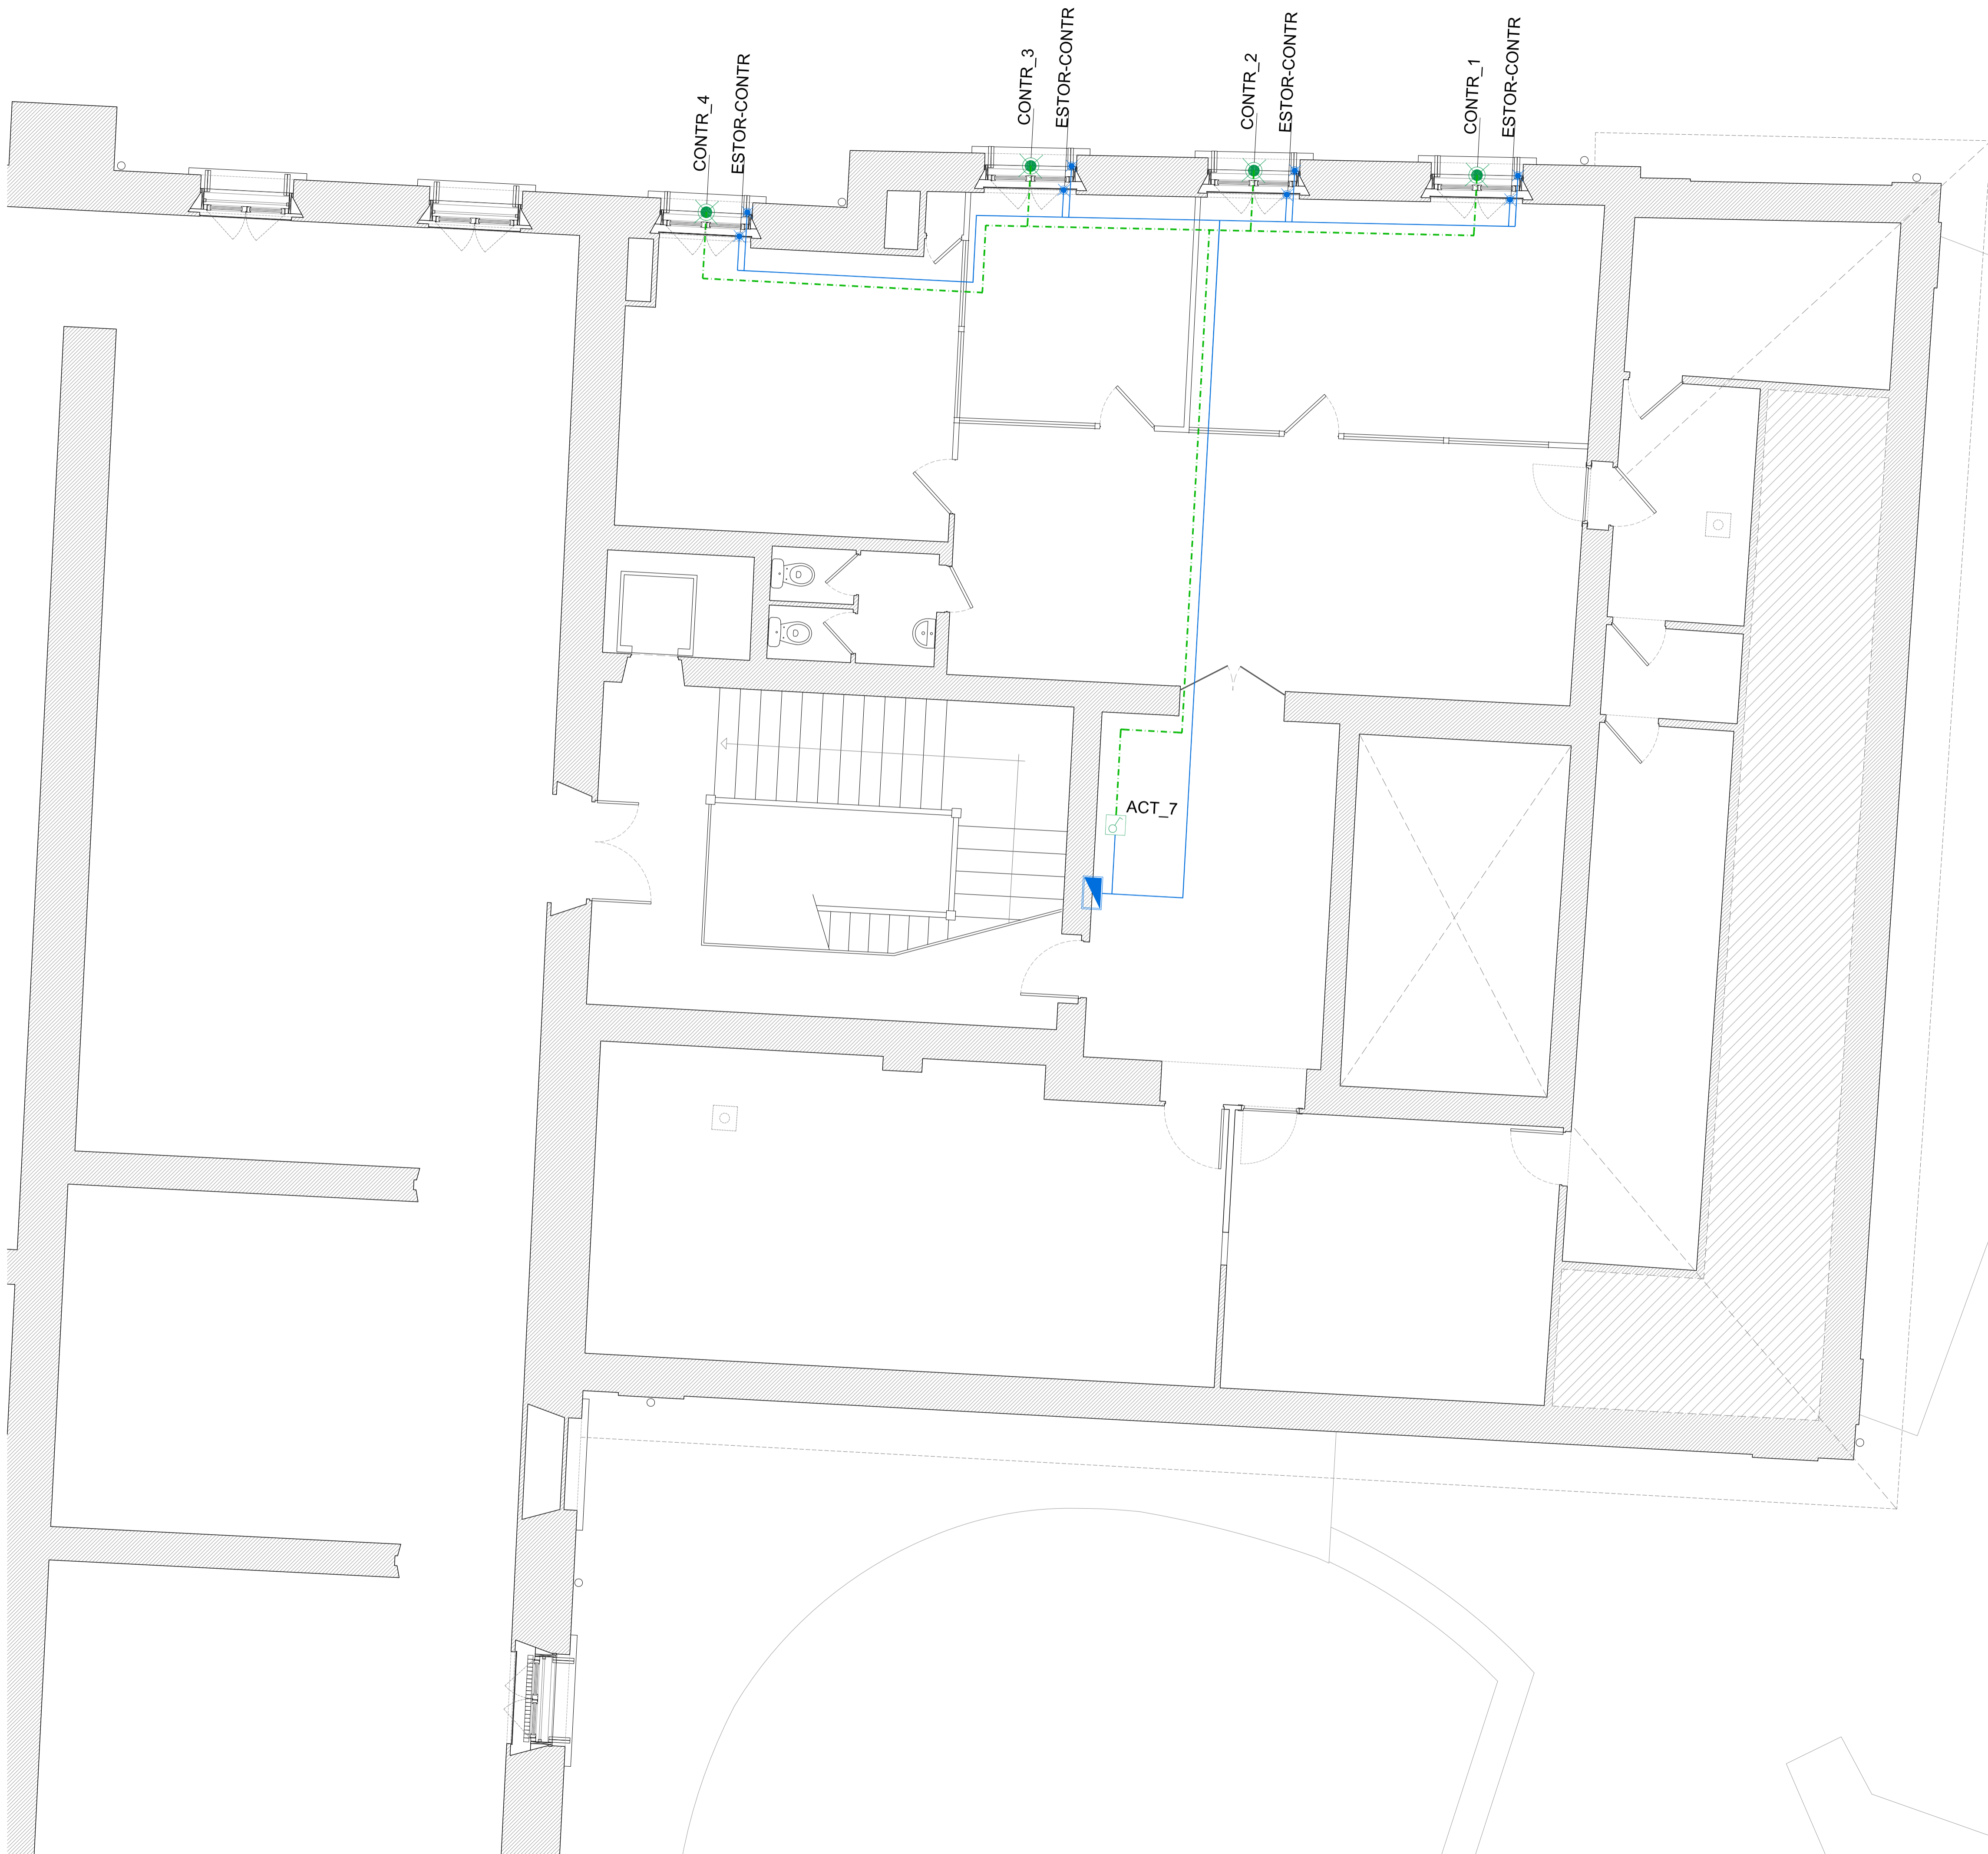 CONTR_4
ESTOR-CONTR
CONTR_3
ESTOR-CONTR
CONTR_2
ESTOR-CONTR
CONTR_1
ESTOR-CONTR
ACT_7